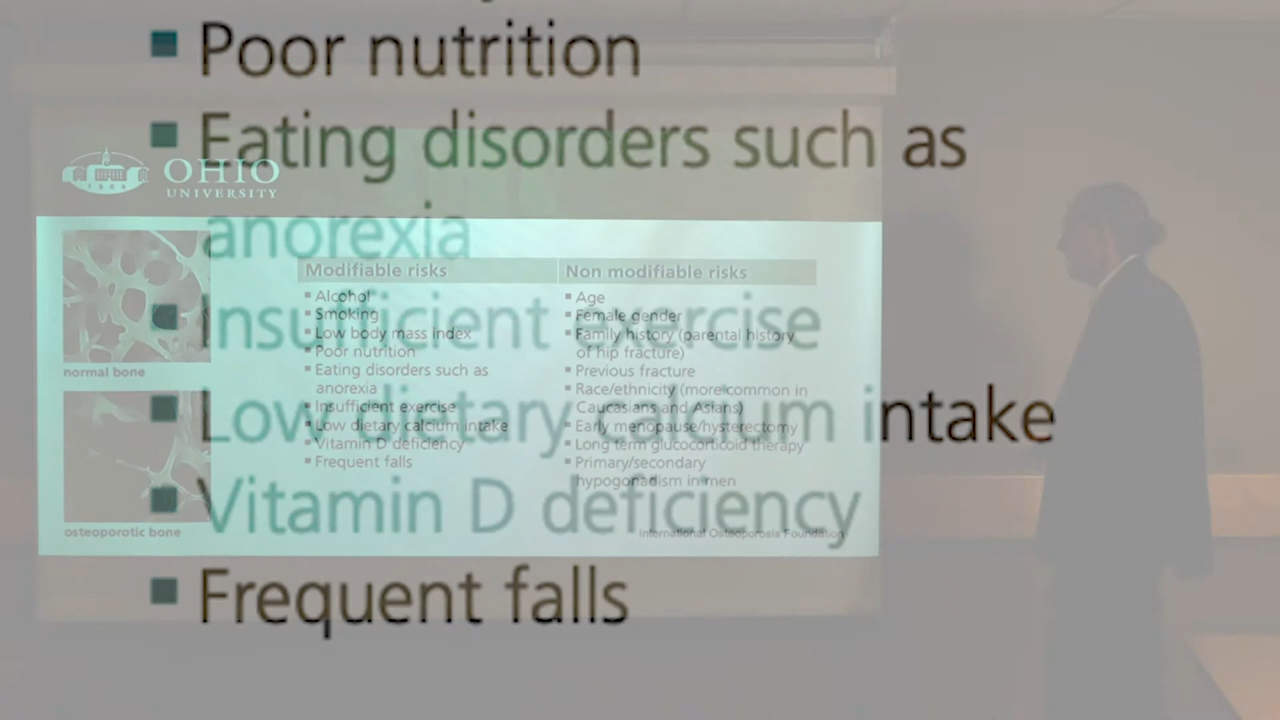 Poor nutrition
Eating disorders such as
anorexia
Insufficient exercise
Low dietary calcium intake
Vitamin D deficiency
Frequent falls
OHIO
UNIVERSITY
1804
normal bone
osteoporotic bone
Modifiable risks
Alcohol
Smoking
Low body mass index
Poor nutrition
Eating disorders such as
anorexia
Insufficient exercise
Low dietary calcium intake
Vitamin D deficiency
Frequent falls
Non modifiable risks
Age
Female gender
Family history (parental history
of hip fracture)
Previous fracture
Race/ethnicity (more common in
Caucasians and Asians)
Early menopause/hysterectomy
Long term glucocorticoid therapy
Primary/secondary
hypogonadism in men
International Osteoporosis Foundation